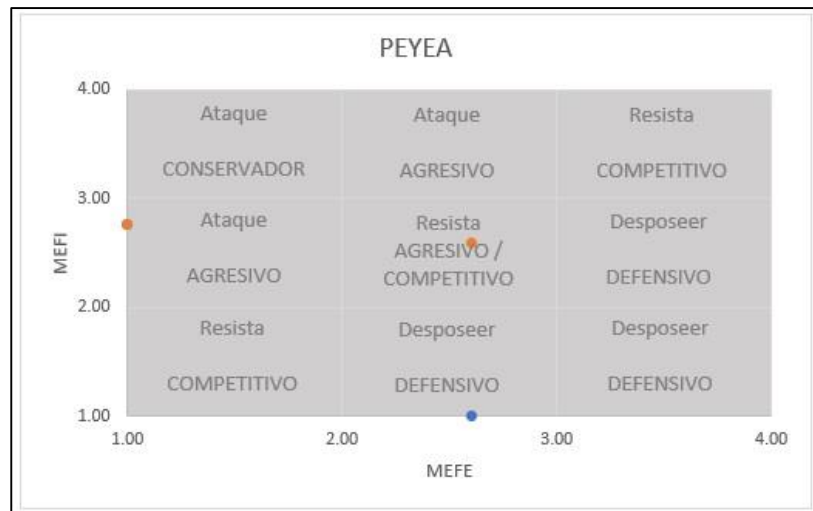 PEYEA
4.00
Ataque
Ataque
Resista
CONSERVADOR
AGRESIVO
COMPETITIVO
3.00
Ataque
Resista
Desposeer
AGRESIVO /
AGRESIVO
COMPETITIVO
DEFENSIVO
2.00
Resista
Desposeer
Desposeer
COMPETITIVO
DEFENSIVO
DEFENSIVO
1.00
1.00
2.00
3.00
4.00
MEFI
MEFE